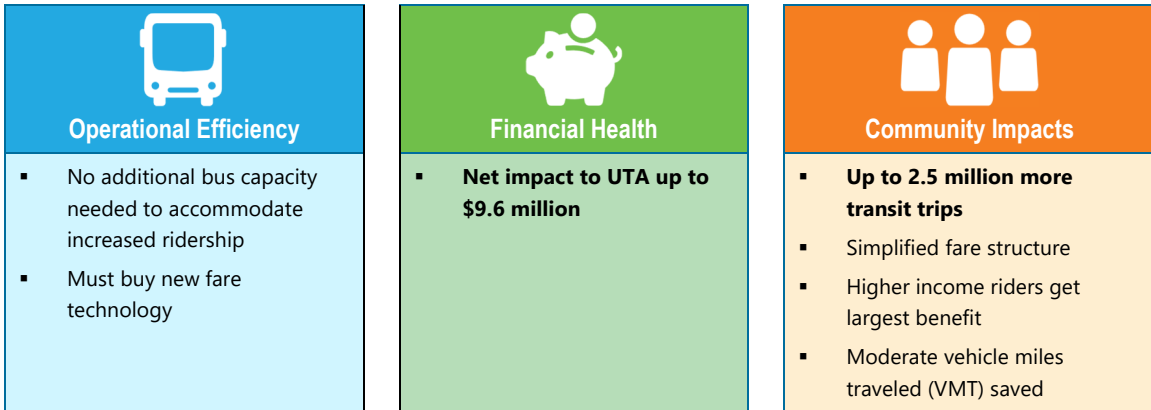 Operational Efficiency
▪ No additional bus capacity
needed to accommodate
increased ridership
▪ Must buy new fare
technology
Financial Health
▪ Net impact to UTA up to
$9.6 million
Community Impacts
▪ Up to 2.5 million more
transit trips
▪ Simplified fare structure
▪ Higher income riders get
largest benefit
▪ Moderate vehicle miles
traveled (VMT) saved